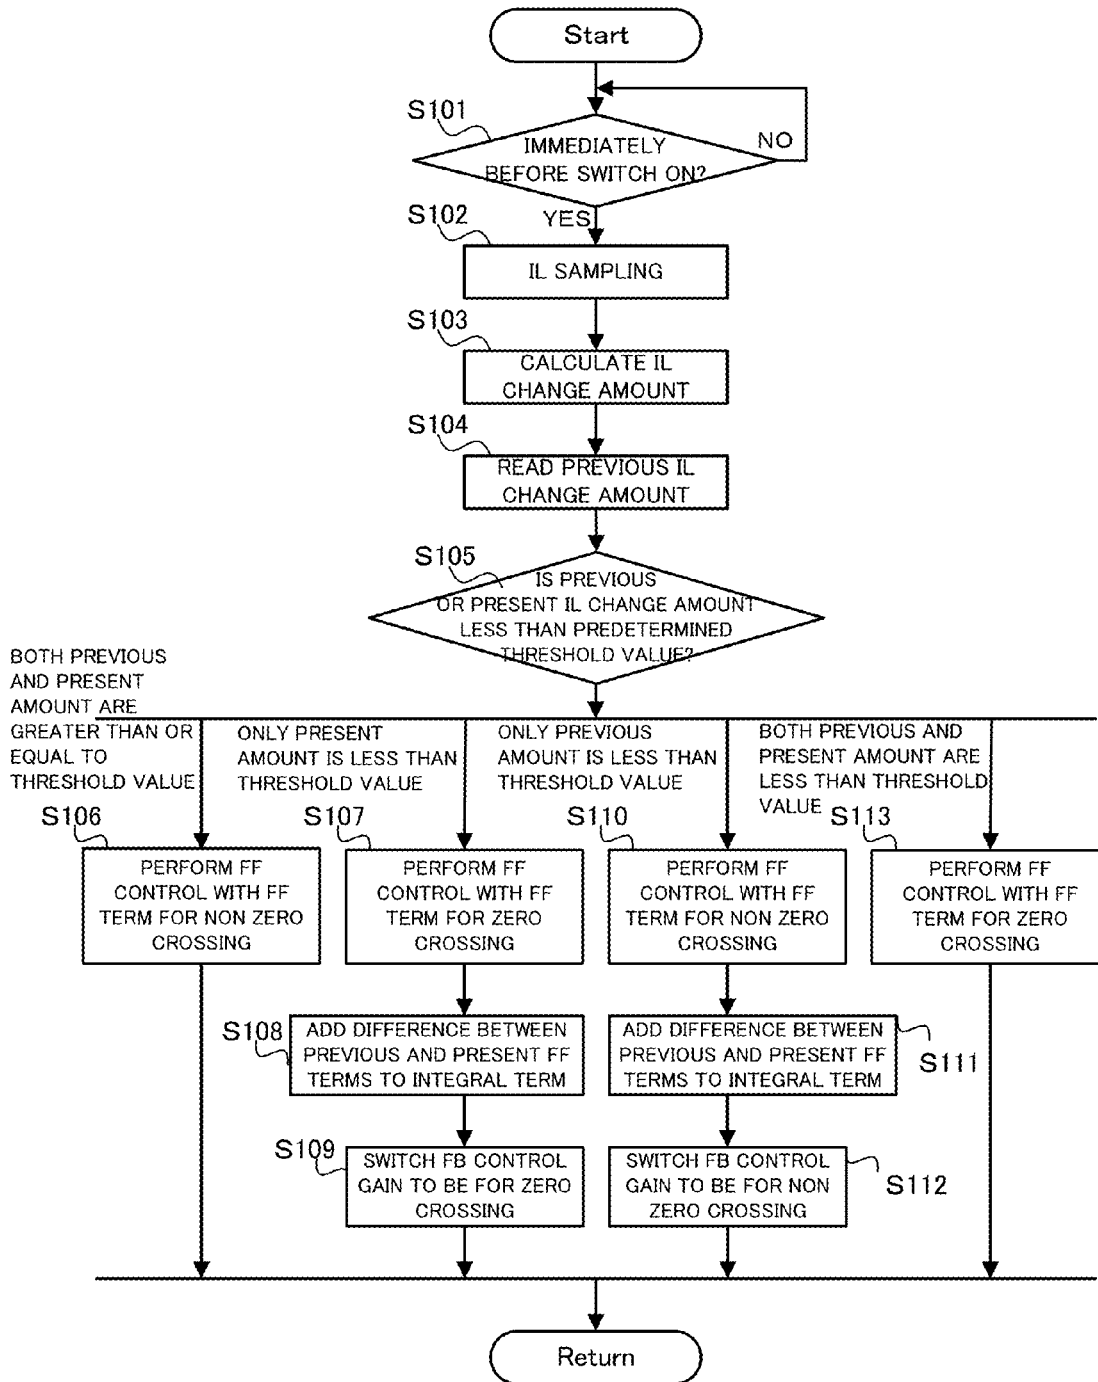 Start
S101
IMMEDIATELY
BEFORE SWITCH ON?
NO
YES
S102
IL SAMPLING
S103
CALCULATE IL
CHANGE AMOUNT
S104
READ PREVIOUS IL
CHANGE AMOUNT
S105
IS PREVIOUS
OR PRESENT IL CHANGE AMOUNT
LESS THAN PREDETERMINED
THRESHOLD VALUE?
BOTH PREVIOUS
AND PRESENT
AMOUNT ARE
GREATER THAN OR
EQUAL TO
THRESHOLD VALUE
ONLY PRESENT
AMOUNT IS LESS THAN
THRESHOLD VALUE
ONLY PREVIOUS
AMOUNT IS LESS THAN
THRESHOLD VALUE
BOTH PREVIOUS AND
PRESENT AMOUNT ARE
LESS THAN THRESHOLD
VALUE
S106
PERFORM FF
CONTROL WITH FF
TERM FOR NON ZERO
CROSSING
S107
PERFORM FF
CONTROL WITH FF
TERM FOR ZERO
CROSSING
S110
PERFORM FF
CONTROL WITH FF
TERM FOR NON ZERO
CROSSING
S113
PERFORM FF
CONTROL WITH FF
TERM FOR ZERO
CROSSING
S108
ADD DIFFERENCE BETWEEN
PREVIOUS AND PRESENT FF
TERMS TO INTEGRAL TERM
ADD DIFFERENCE BETWEEN
PREVIOUS AND PRESENT FF
TERMS TO INTEGRAL TERM
S111
S109
SWITCH FB CONTROL
GAIN TO BE FOR ZERO
CROSSING
SWITCH FB CONTROL
GAIN TO BE FOR NON
ZERO CROSSING
S112
Return